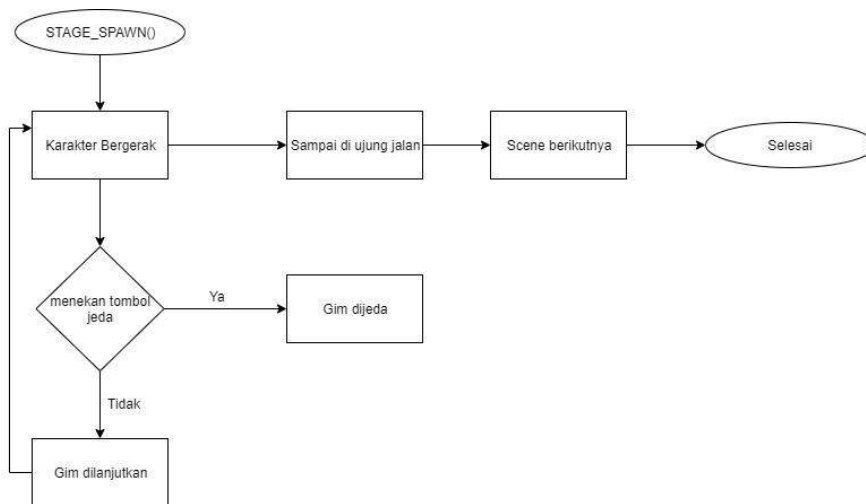 STAGE_SPAWN()
Karakter Bergerak
Sampai di ujung jalan
Scene berikutnya
Selesai
menekan tombol
jeda
Ya
Gim dijeda
Tidak
Gim dilanjutkan